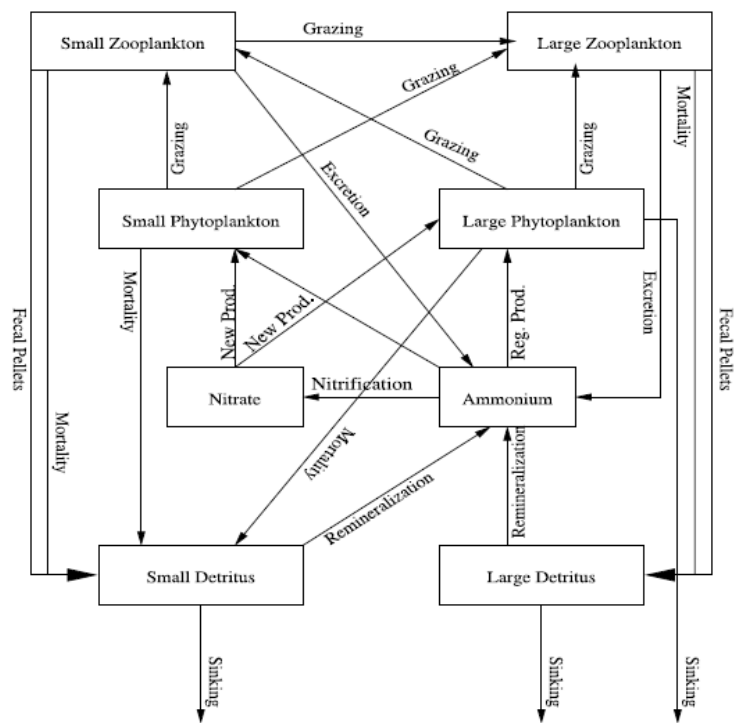 Small Zooplankton
Grazing
Large Zooplankton
Grazing
Mortality
Grazing
Grazing
Grazing
Excretion
Small Phytoplankton
Large Phytoplankton
Mortality
New Prod.
New Prod.
Reg. Prod.
Excretion
Fecal Pellets
Fecal Pellets
Nitrate
Nitrification
Ammonium
Mortality
Mortality
Remineralization
Remineralization
Small Detritus
Large Detritus
Sinking
Sinking
Sinking